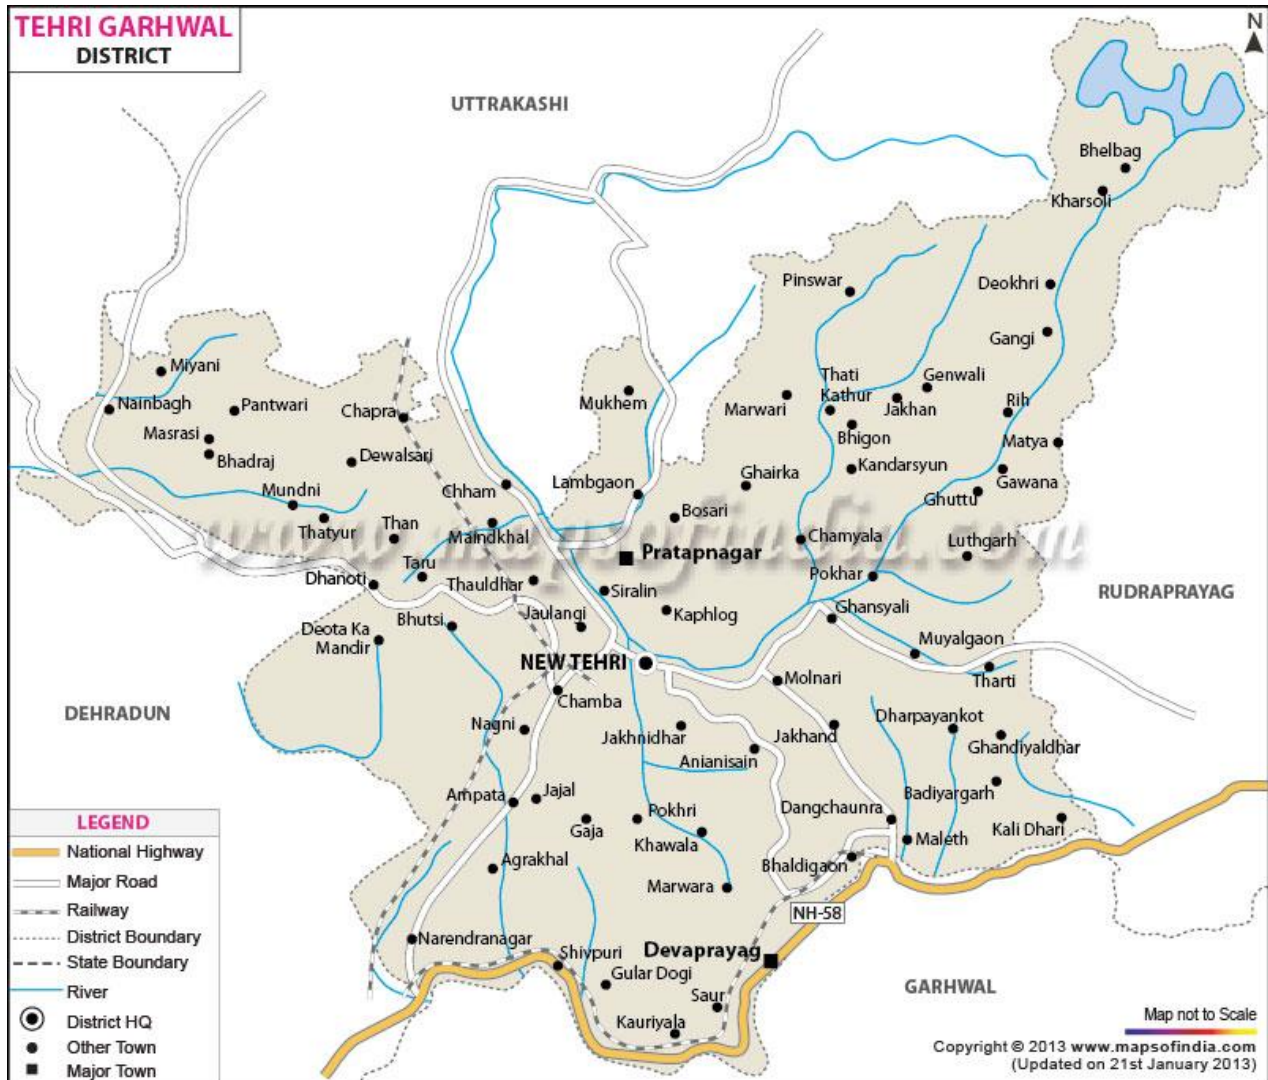 TEHRI GARHWAL
DISTRICT
N
UTTRAKASHI
Bhelbag
Kharsoli
Pinswar
Deokhri
Gangi
Miyani
Nainbagh
Pantwari
Chapra
Mukhem
Marwari
Thati
Kathur
Genwali
Jakhan
Rih
Masrasi
Bhadraj
Dewalsari
Bhigon
Matya
Mundni
Chham
Lambgaon
Ghairka
Kandarsyun
Gawana
Ghuttu
Thatyur
Than
Maindkhal
Bosari
www.mapsofindia.com
Pratapnagar
Chamyala
Luthgarh
Dhanoti
Taru
Thauldhar
Siralin
Pokhar
RUDRAPRAYAG
Deota Ka
Mandir
Bhutsi
Jaulangi
Kaphlog
Ghansyali
Muyalgaon
NEW TEHRI
Molnari
Tharti
Chamba
DEHRADUN
Nagni
Jakhnidhar
Anianisain
Jakhand
Dharpayankot
Ghandiyaldhar
Ampata
Jajal
Gaja
Pokhri
Khawala
Dangchaunra
Badiyargarh
Maleth
Kali Dhari
Agrakhal
Marwara
Bhaldigaon
NH-58
Narendranagar
Shivpuri
Devaprayag
Gular Dogi
Saur
Kauriyala
GARHWAL
LEGEND
National Highway
Major Road
Railway
District Boundary
State Boundary
River
District HQ
Other Town
Major Town
Map not to Scale
Copyright © 2013 www.mapsofindia.com
(Updated on 21st January 2013)